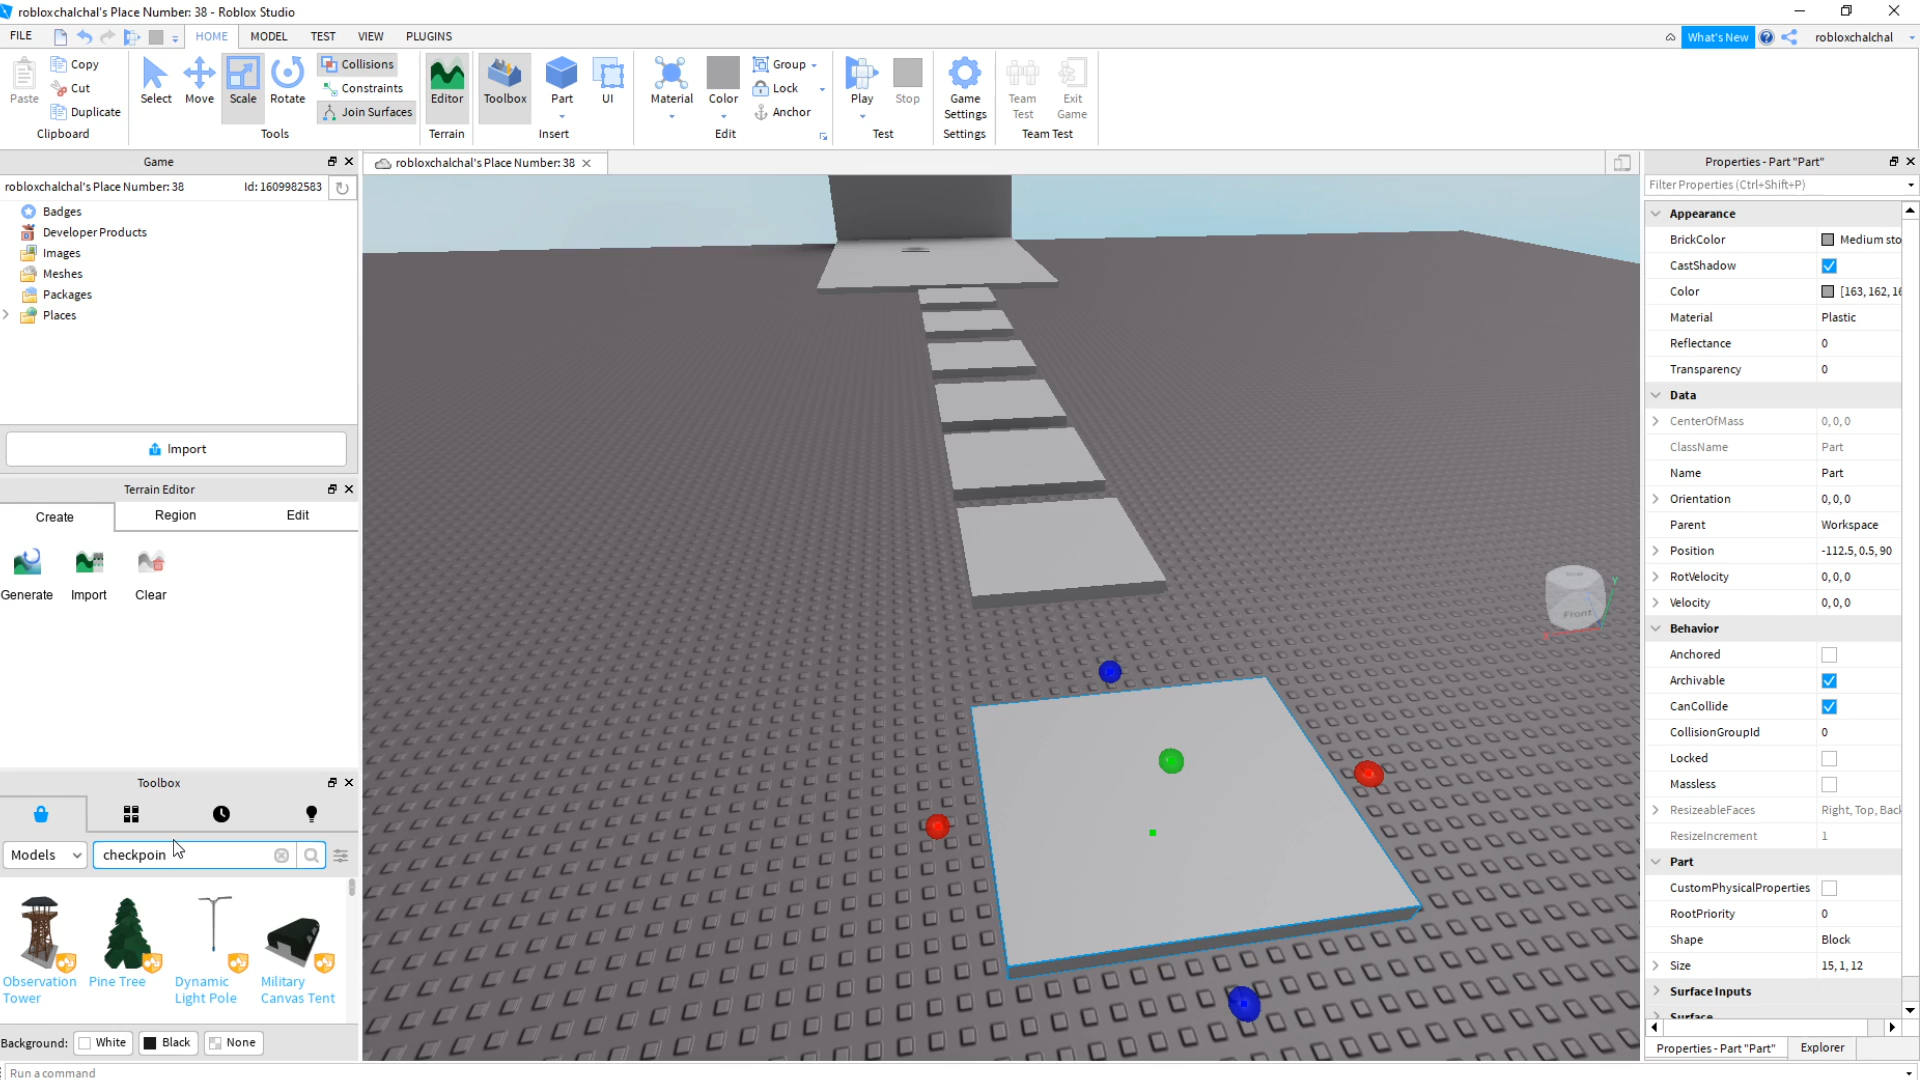 robloxchalchal's Place Number: 38 - Roblox Studio
FILE HOME MODEL TEST VIEW PLUGINS What's New robloxchalchal
Paste Copy Cut Duplicate Clipboard
Select Move Scale Rotate Collisions Constraints Join Surfaces Tools
Editor Terrain
Toolbox Part UI Insert
Material Color Group Lock Anchor Edit
Play Stop Test
Game Settings Settings
Team Test Exit Game Team Test
Game
robloxchalchal's Place Number: 38 Id: 1609982583
Badges
Developer Products
Images
Meshes
Packages
Places
Import
Terrain Editor
Create Region Edit
Generate Import Clear
Toolbox
Models checkpoin
Observation Tower
Pine Tree
Dynamic Light Pole
Military Canvas Tent
Background: White Black None
Run a command
robloxchalchal's Place Number: 38
Front
Y
Properties - Part "Part"
Filter Properties (Ctrl+Shift+P)
Appearance
BrickColor Medium sto
CastShadow
Color [163, 162, 16
Material Plastic
Reflectance 0
Transparency 0
Data
CenterOfMass 0, 0, 0
ClassName Part
Name Part
Orientation 0, 0, 0
Parent Workspace
Position -112.5, 0.5, 90
RotVelocity 0, 0, 0
Velocity 0, 0, 0
Behavior
Anchored
Archivable
CanCollide
CollisionGroupId 0
Locked
Massless
ResizeableFaces Right, Top, Back
ResizeIncrement 1
Part
CustomPhysicalProperties
RootPriority 0
Shape Block
Size 15, 1, 12
Surface Inputs
Surface
Properties - Part "Part" Explorer